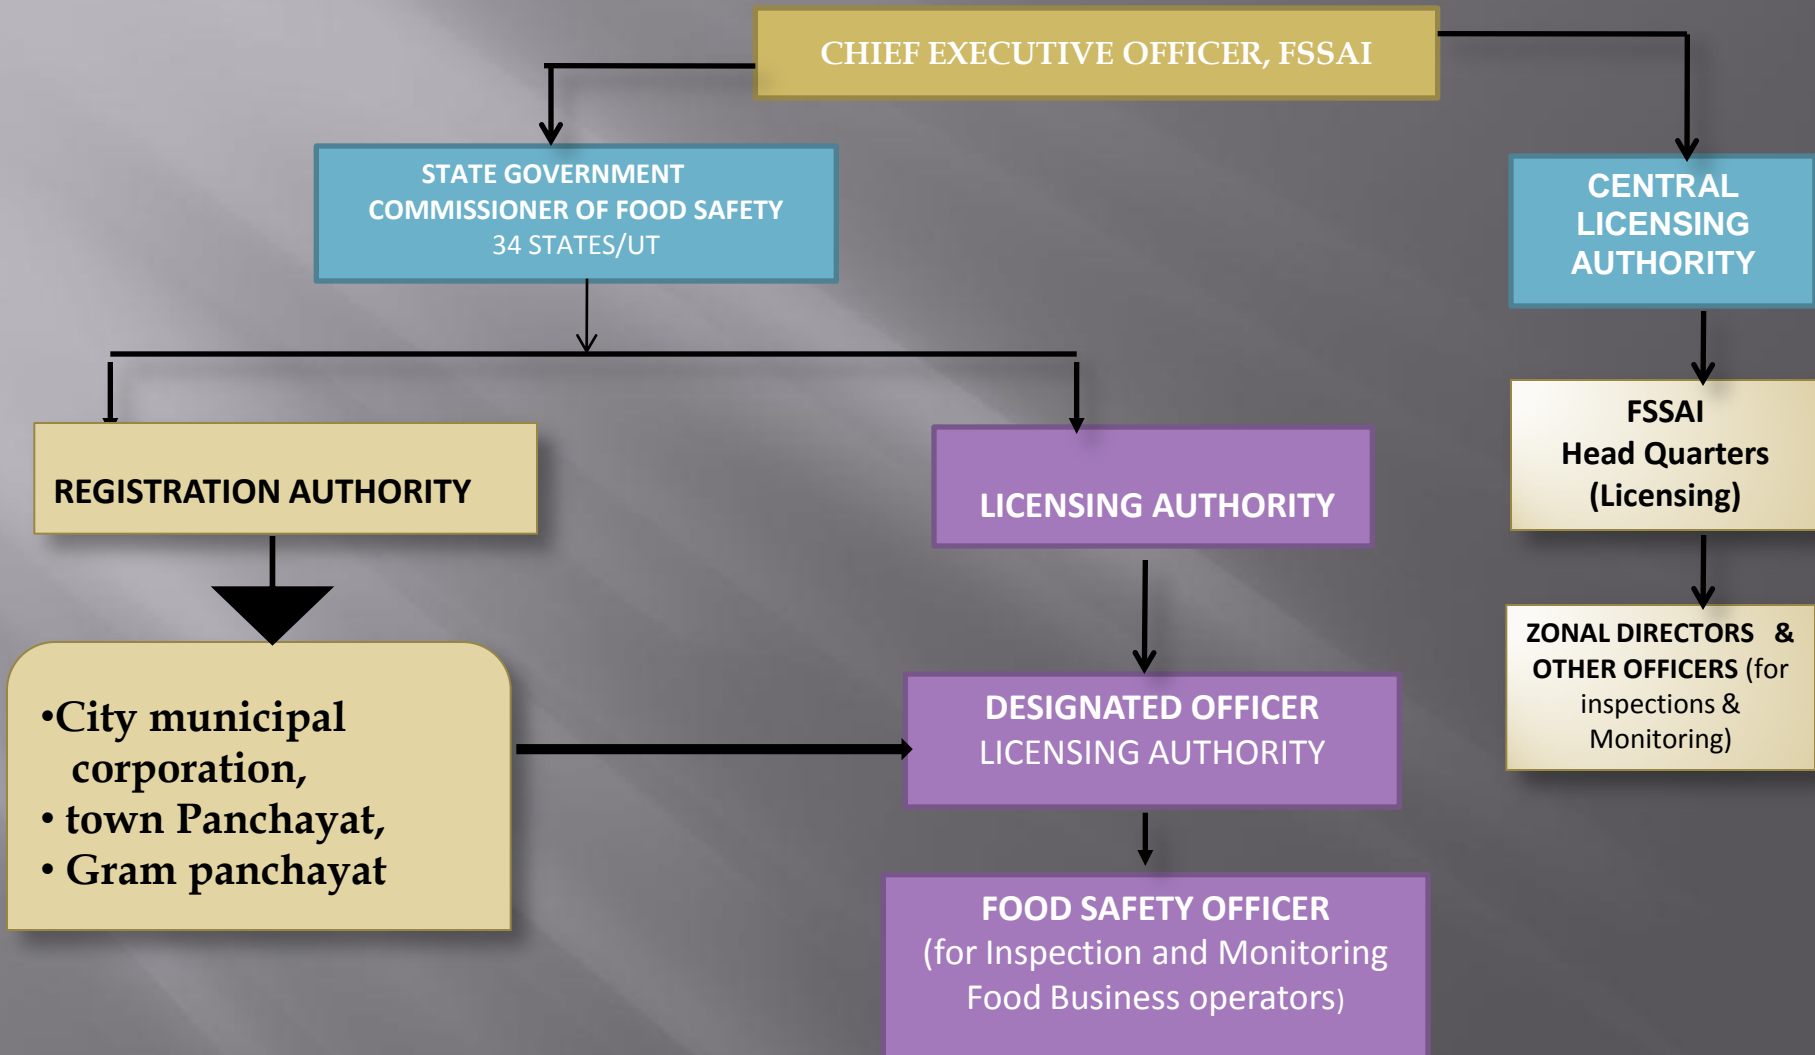 CHIEF EXECUTIVE OFFICER, FSSAI
STATE GOVERNMENT
COMMISSIONER OF FOOD SAFETY
34 STATES/UT
CENTRAL
LICENSING
AUTHORITY
REGISTRATION AUTHORITY
LICENSING AUTHORITY
FSSAI
Head Quarters
(Licensing)
•City municipal
corporation,
• town Panchayat,
• Gram panchayat
DESIGNATED OFFICER
LICENSING AUTHORITY
ZONAL DIRECTORS &
OTHER OFFICERS (for
inspections &
Monitoring)
FOOD SAFETY OFFICER
(for Inspection and Monitoring
Food Business operators)